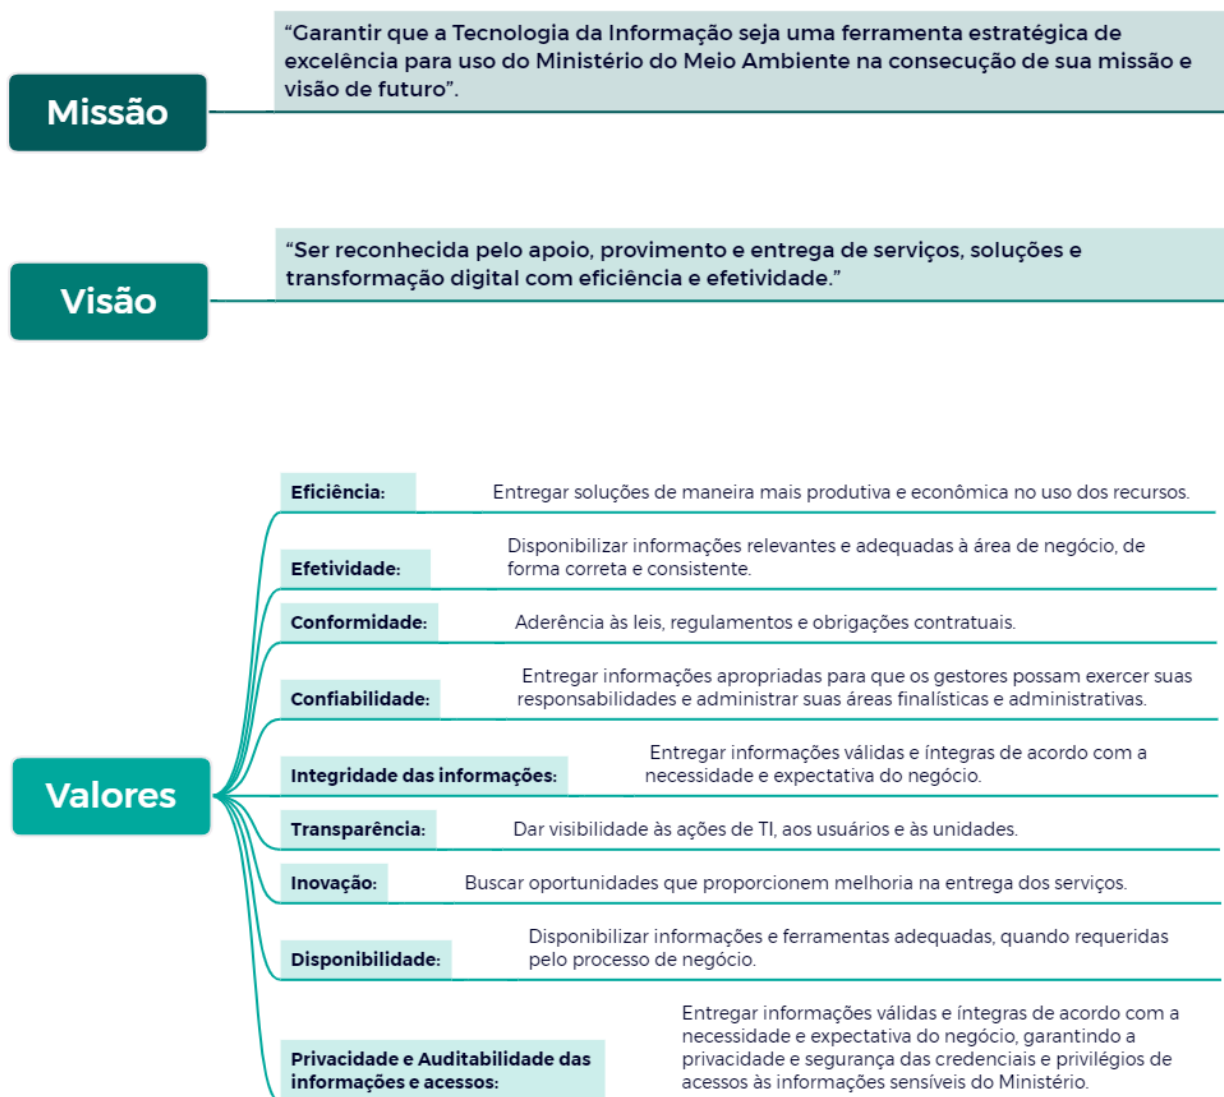 Missão
“Garantir que a Tecnologia da Informação seja uma ferramenta estratégica de
excelência para uso do Ministério do Meio Ambiente na consecução de sua missão e
visão de futuro”.
Visão
“Ser reconhecida pelo apoio, provimento e entrega de serviços, soluções e
transformação digital com eficiência e efetividade.”
Valores
Eficiência:
Entregar soluções de maneira mais produtiva e econômica no uso dos recursos.
Efetividade:
Disponibilizar informações relevantes e adequadas à área de negócio, de
forma correta e consistente.
Conformidade:
Aderência às leis, regulamentos e obrigações contratuais.
Confiabilidade:
Entregar informações apropriadas para que os gestores possam exercer suas
responsabilidades e administrar suas áreas finalísticas e administrativas.
Integridade das informações:
Entregar informações válidas e íntegras de acordo com a
necessidade e expectativa do negócio.
Transparência:
Dar visibilidade às ações de TI, aos usuários e às unidades.
Inovação:
Buscar oportunidades que proporcionem melhoria na entrega dos serviços.
Disponibilidade:
Disponibilizar informações e ferramentas adequadas, quando requeridas
pelo processo de negócio.
Privacidade e Auditabilidade das
informações e acessos:
Entregar informações válidas e íntegras de acordo com a
necessidade e expectativa do negócio, garantindo a
privacidade e segurança das credenciais e privilégios de
acessos às informações sensíveis do Ministério.